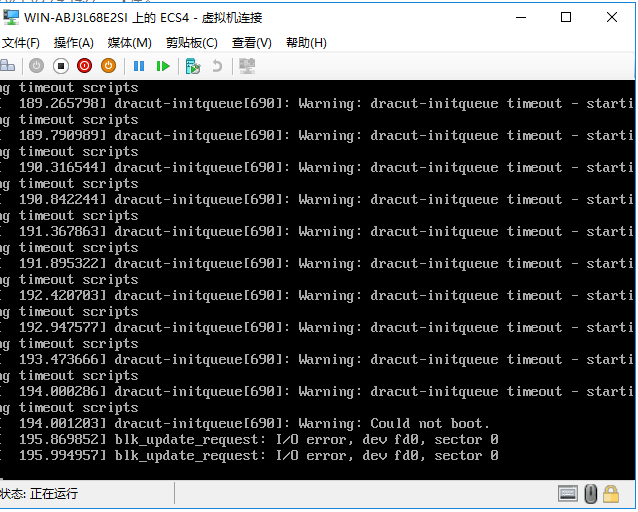 WIN-ABJ3L68E2SI 上的 ECS4 - 虚拟机连接
文件(F) 操作(A) 媒体(M) 剪贴板(C) 查看(V) 帮助(H)
ng timeout scripts
[  189.265798] dracut-initqueue[690]: Warning: dracut-initqueue timeout - starti
ng timeout scripts
[  189.790989] dracut-initqueue[690]: Warning: dracut-initqueue timeout - starti
ng timeout scripts
[  190.316544] dracut-initqueue[690]: Warning: dracut-initqueue timeout - starti
ng timeout scripts
[  190.842244] dracut-initqueue[690]: Warning: dracut-initqueue timeout - starti
ng timeout scripts
[  191.367863] dracut-initqueue[690]: Warning: dracut-initqueue timeout - starti
ng timeout scripts
[  191.895322] dracut-initqueue[690]: Warning: dracut-initqueue timeout - starti
ng timeout scripts
[  192.420703] dracut-initqueue[690]: Warning: dracut-initqueue timeout - starti
ng timeout scripts
[  192.947577] dracut-initqueue[690]: Warning: dracut-initqueue timeout - starti
ng timeout scripts
[  193.473666] dracut-initqueue[690]: Warning: dracut-initqueue timeout - starti
ng timeout scripts
[  194.000286] dracut-initqueue[690]: Warning: dracut-initqueue timeout - starti
ng timeout scripts
[  194.001203] dracut-initqueue[690]: Warning: Could not boot.
[  195.869852] blk_update_request: I/O error, dev fd0, sector 0
[  195.994957] blk_update_request: I/O error, dev fd0, sector 0
状态: 正在运行